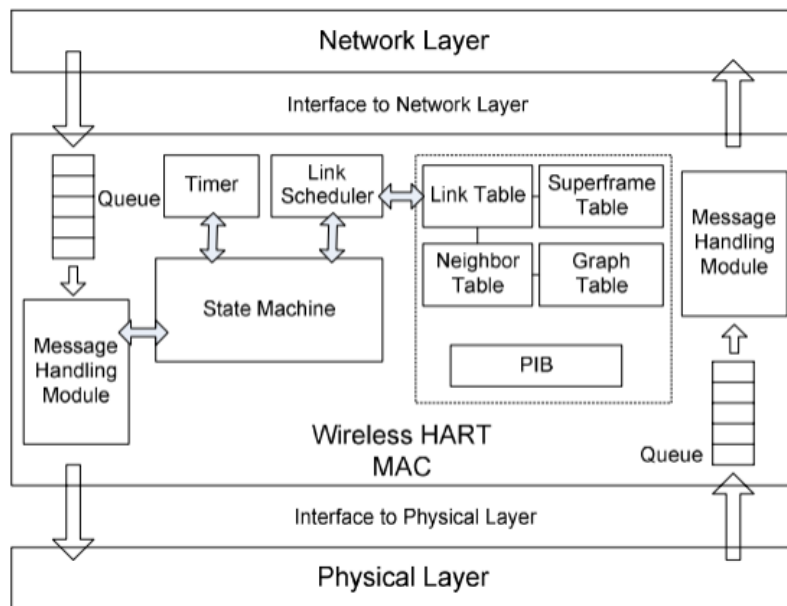 Network Layer
Interface to Network Layer
Queue
Timer
Link
Scheduler
Link Table
Superframe
Table
Neighbor
Table
Graph
Table
Message
Handling
Module
State Machine
Message
Handling
Module
PIB
Wireless HART
MAC
Queue
Interface to Physical Layer
Physical Layer